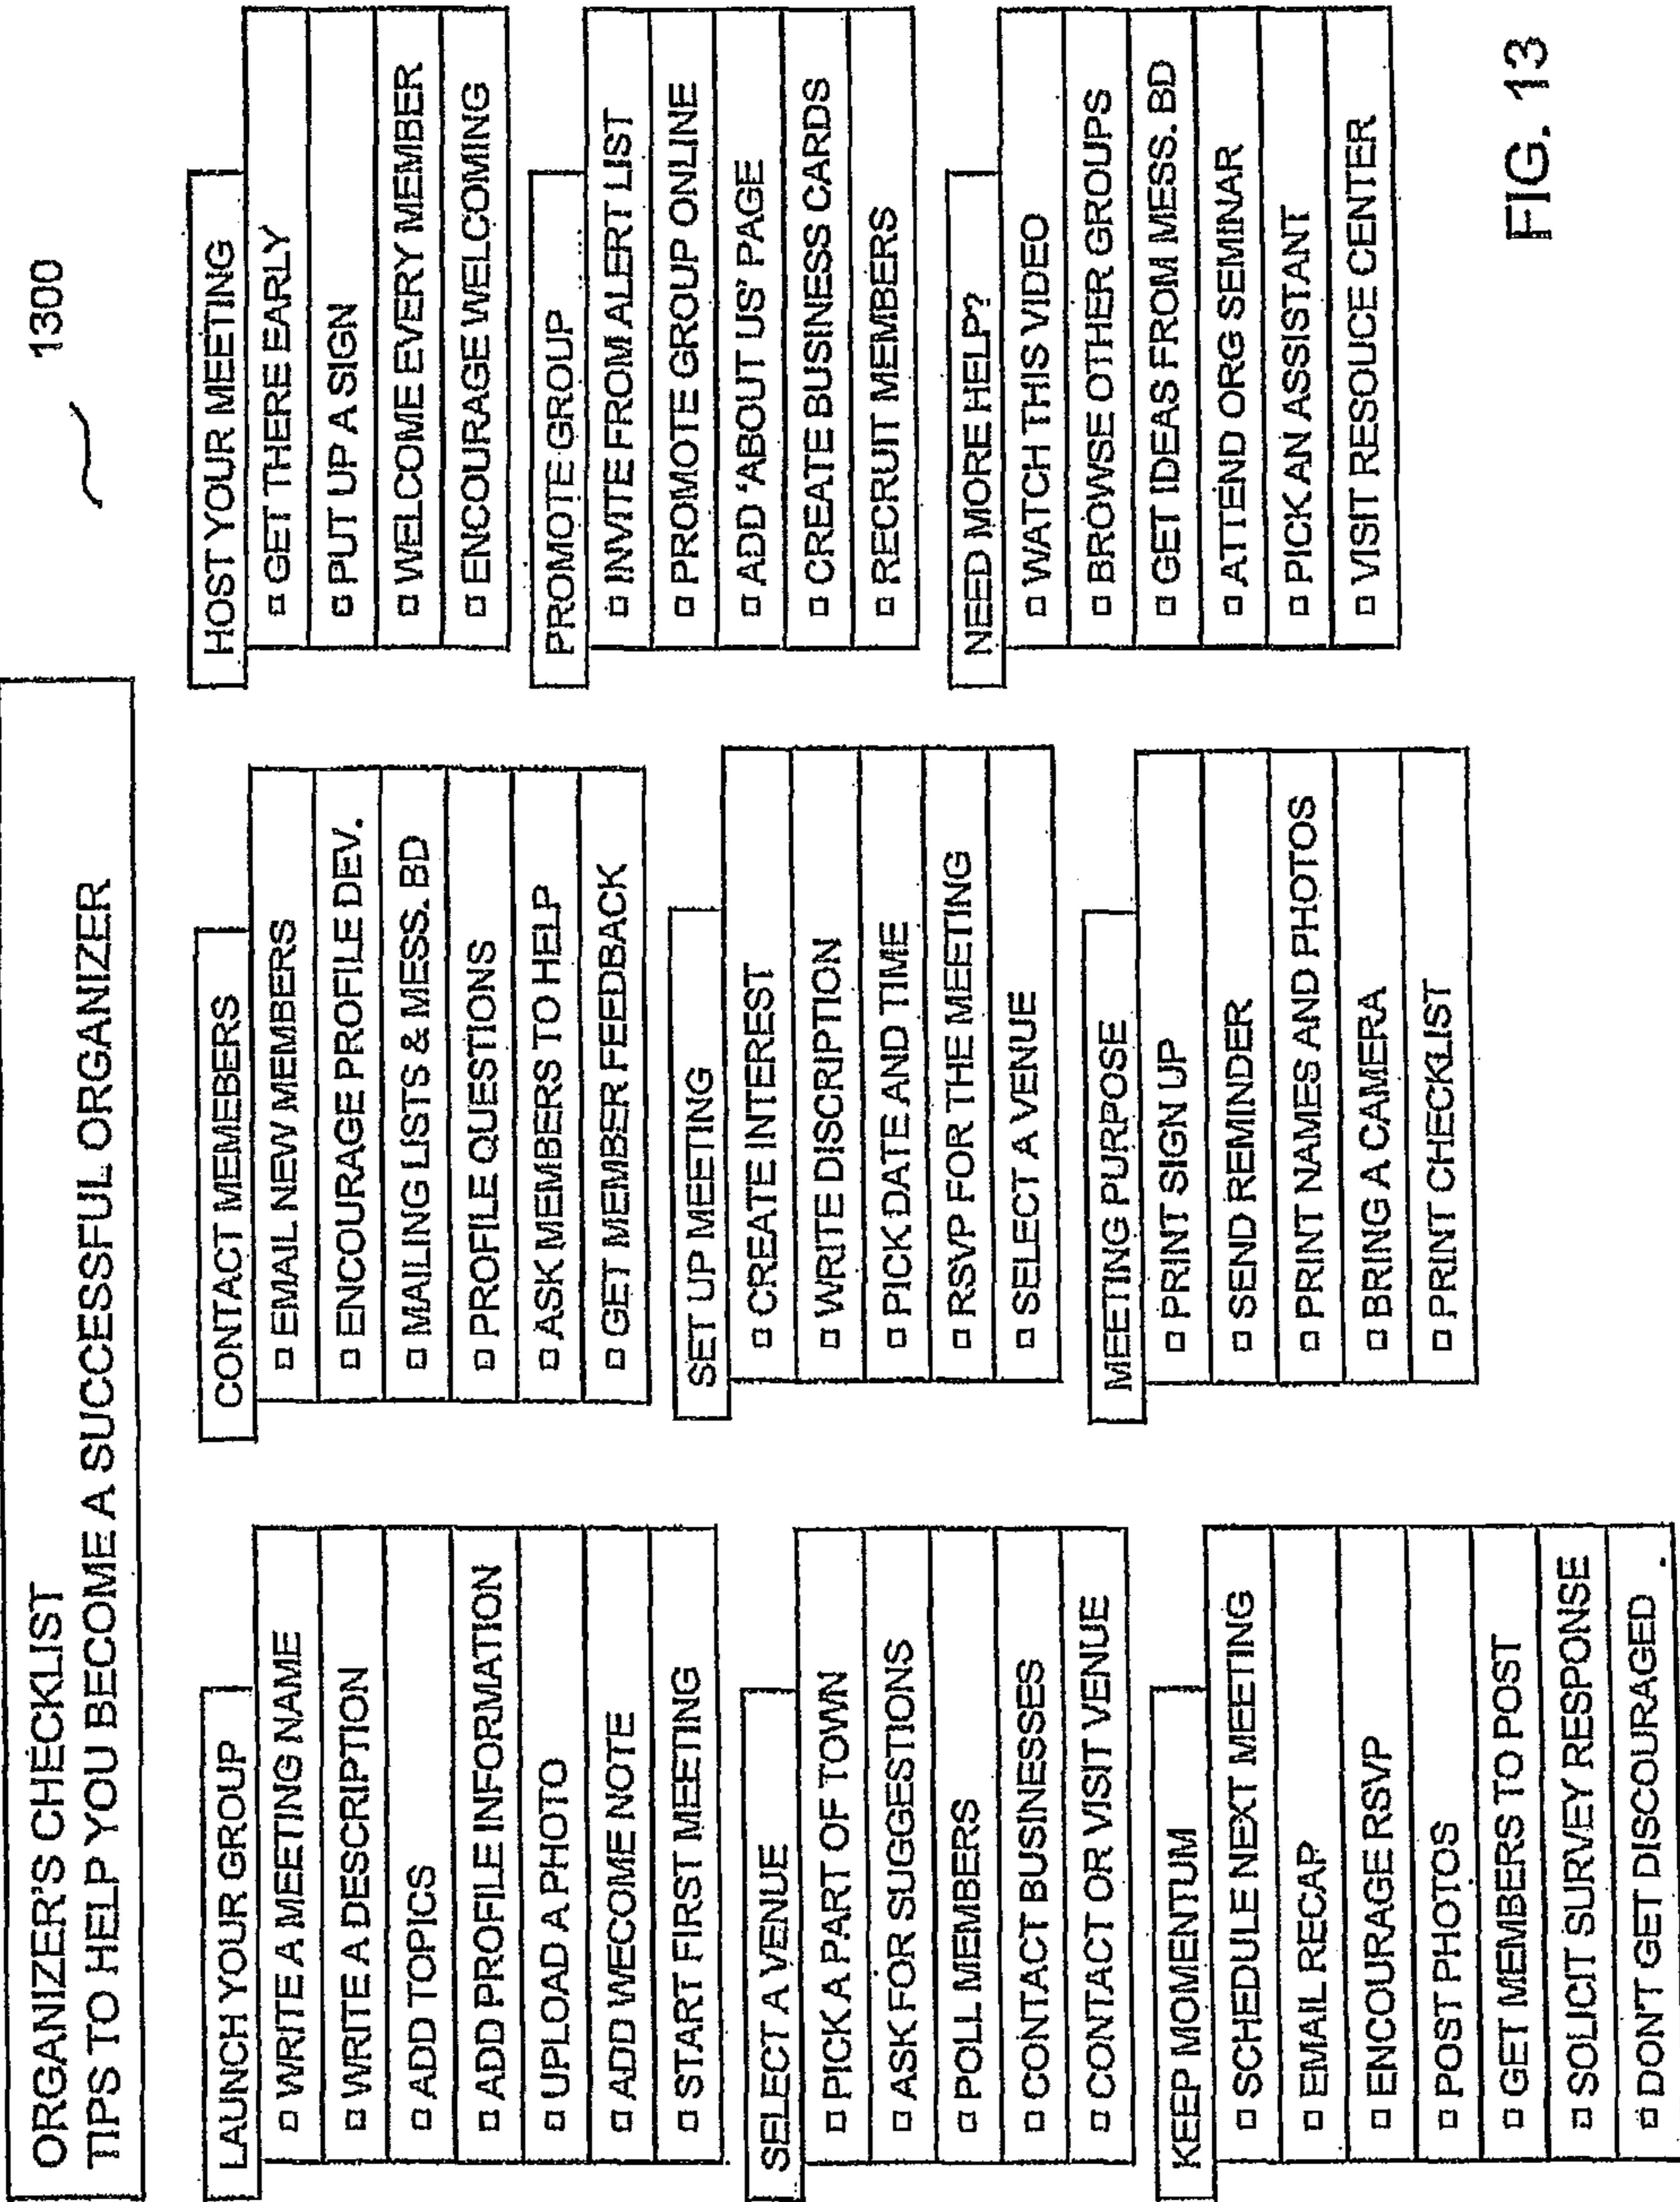 ORGANIZER'S CHECKLIST
TIPS TO HELP YOU BECOME A SUCCESSFUL ORGANIZER
1300
LAUNCH YOUR GROUP
WRITE A MEETING NAME
WRITE A DESCRIPTION
ADD TOPICS
ADD PROFILE INFORMATION
UPLOAD A PHOTO
ADD WECOME NOTE
START FIRST MEETING
SELECT A VENUE
PICK A PART OF TOWN
ASK FOR SUGGESTIONS
POLL MEMBERS
CONTACT BUSINESSES
CONTACT OR VISIT VENUE
KEEP MOMENTUM
SCHEDULE NEXT MEETING
EMAIL RECAP
ENCOURAGE RSVP
POST PHOTOS
GET MEMBERS TO POST
SOLICIT SURVEY RESPONSE
DON'T GET DISCOURAGED
CONTACT MEMEBERS
EMAIL NEW MEMBERS
ENCOURAGE PROFILE DEV.
MAILING LISTS & MESS. BD
PROFILE QUESTIONS
ASK MEMBERS TO HELP
GET MEMBER FEEDBACK
SET UP MEETING
CREATE INTEREST
WRITE DISCRIPTION
PICK DATE AND TIME
RSVP FOR THE MEETING
SELECT A VENUE
MEETING PURPOSE
PRINT SIGN UP
SEND REMINDER
PRINT NAMES AND PHOTOS
BRING A CAMERA
PRINT CHECKLIST
HOST YOUR MEETING
GET THERE EARLY
PUT UP A SIGN
WELCOME EVERY MEMBER
ENCOURAGE WELCOMING
PROMOTE GROUP
INVITE FROM ALERT LIST
PROMOTE GROUP ONLINE
ADD 'ABOUT US' PAGE
CREATE BUSINESS CARDS
RECRUIT MEMBERS
NEED MORE HELP?
WATCH THIS VIDEO
BROWSE OTHER GROUPS
GET IDEAS FROM MESS. BD
ATTEND ORG SEMINAR
PICK AN ASSISTANT
VISIT RESOUCE CENTER
FIG. 13